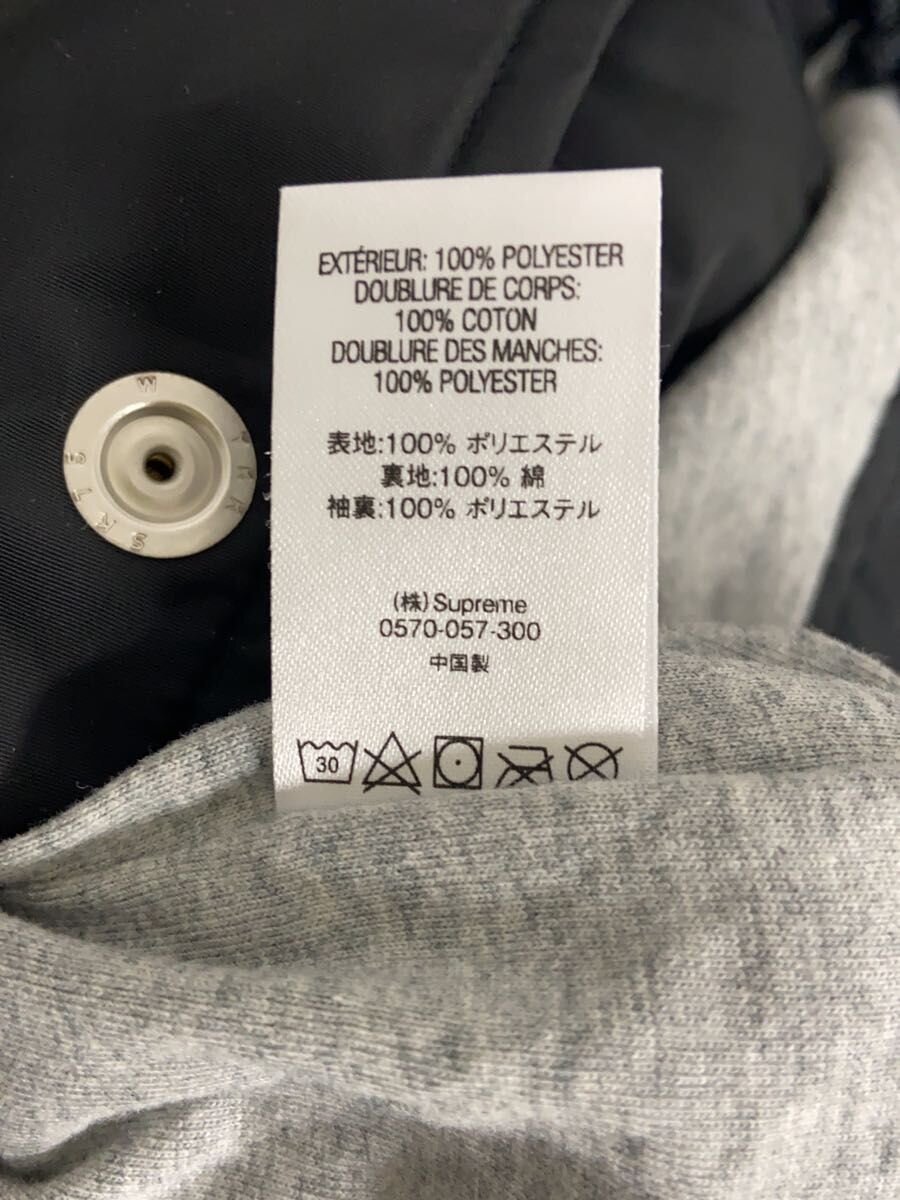 EXTÉRIEUR: 100% POLYESTER
DOUBLURE DE CORPS:
100% COTON
DOUBLURE DES MANCHES:
100% POLYESTER
表地:100% ポリエステル
裏地:100% 綿
袖裏:100% ポリエステル
(株)Supreme
0570-057-300
中国製
30